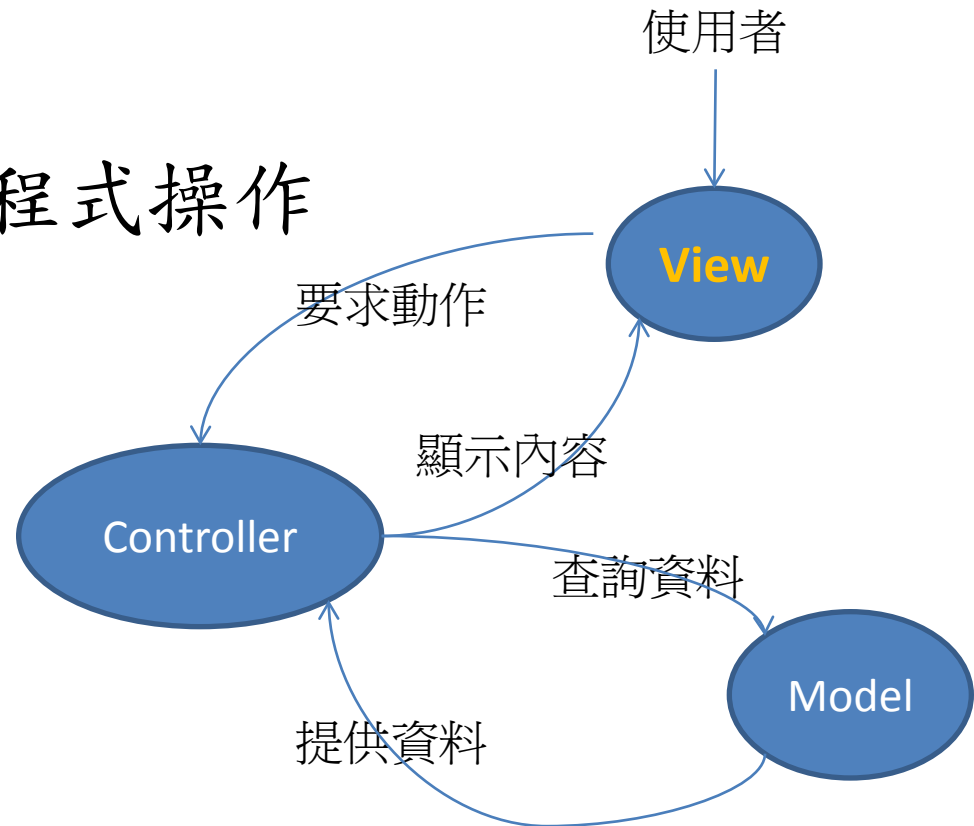 使用者
程式操作
View
要求動作
顯示內容
Controller
查詢資料
Model
提供資料